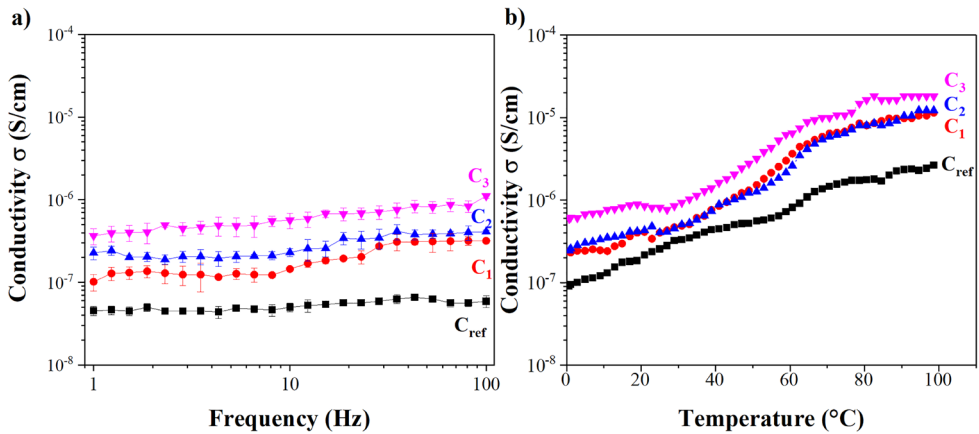 a)
Conductivity σ (S/cm)
10⁻⁴
10⁻⁵
10⁻⁶
10⁻⁷
10⁻⁸
C₃
C₂
C₁
C_ref
1 10 100
Frequency (Hz)
b)
Conductivity σ (S/cm)
10⁻⁴
10⁻⁵
10⁻⁶
10⁻⁷
10⁻⁸
C₃
C₂
C₁
C_ref
0 20 40 60 80 100
Temperature (°C)